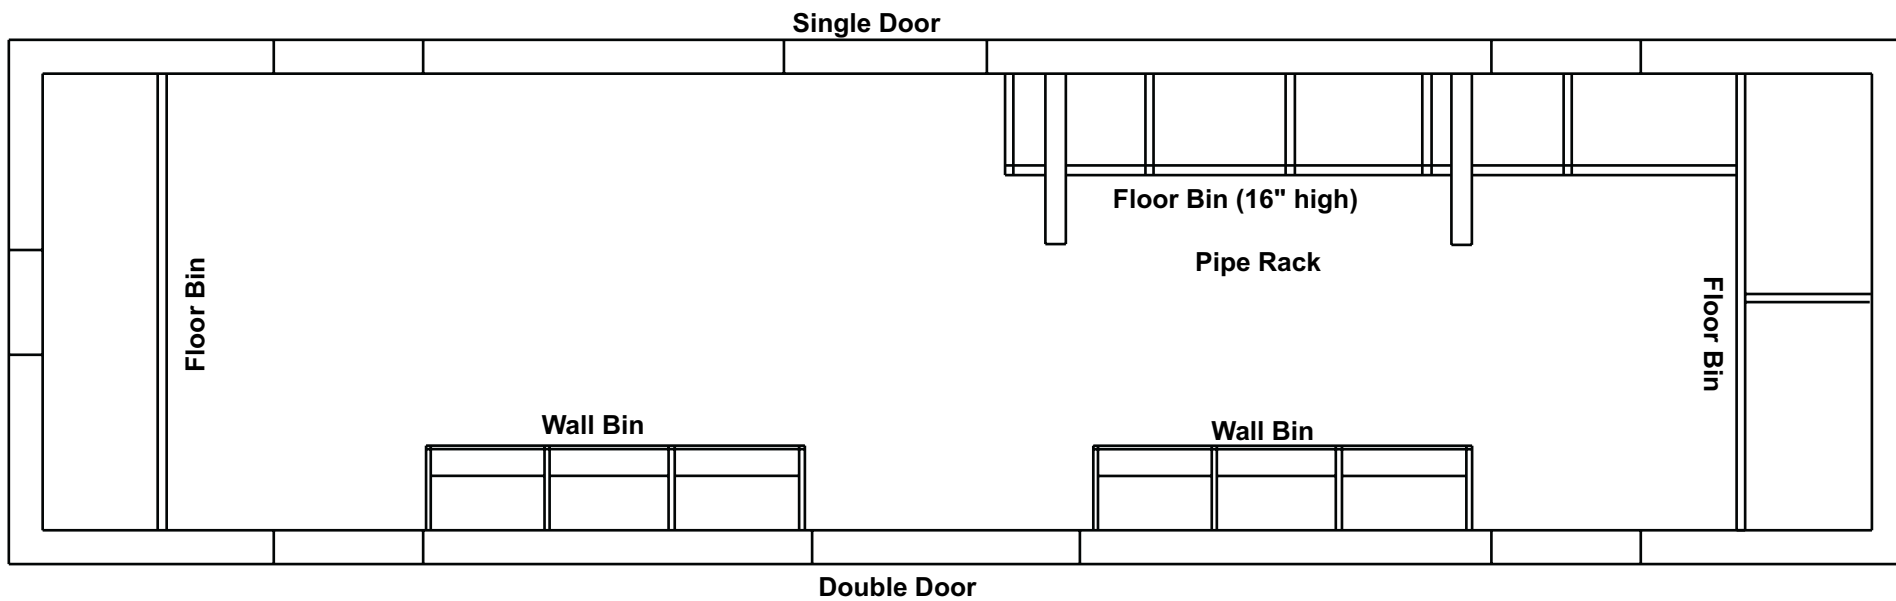 Single Door
Floor Bin (16" high)
Pipe Rack
Floor Bin
Floor Bin
Wall Bin
Wall Bin
Double Door